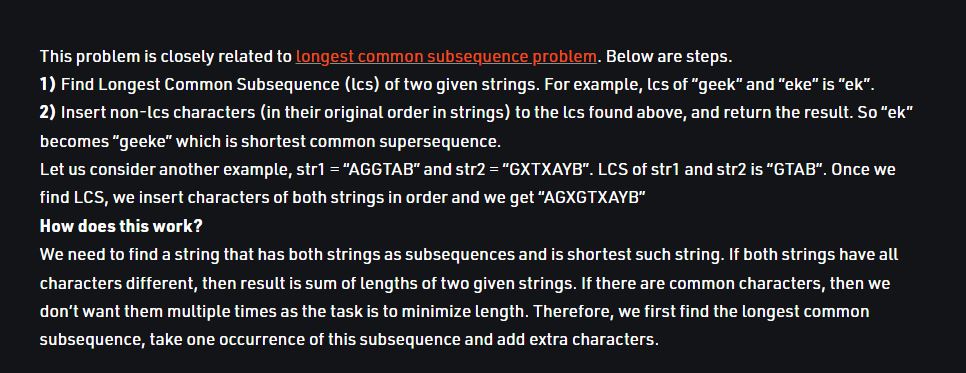 This problem is closely related to longest common subsequence problem. Below are steps.
1) Find Longest Common Subsequence (lcs) of two given strings. For example, lcs of “geek” and “eke” is “ek”.
2) Insert non-lcs characters (in their original order in strings) to the lcs found above, and return the result. So “ek”
becomes “geeke” which is shortest common supersequence.
Let us consider another example, str1 = “AGGTAB” and str2 = “GXTXAYB”. LCS of str1 and str2 is “GTAB”. Once we
find LCS, we insert characters of both strings in order and we get “AGXGTXAYB”
How does this work?
We need to find a string that has both strings as subsequences and is shortest such string. If both strings have all
characters different, then result is sum of lengths of two given strings. If there are common characters, then we
don’t want them multiple times as the task is to minimize length. Therefore, we first find the longest common
subsequence, take one occurrence of this subsequence and add extra characters.